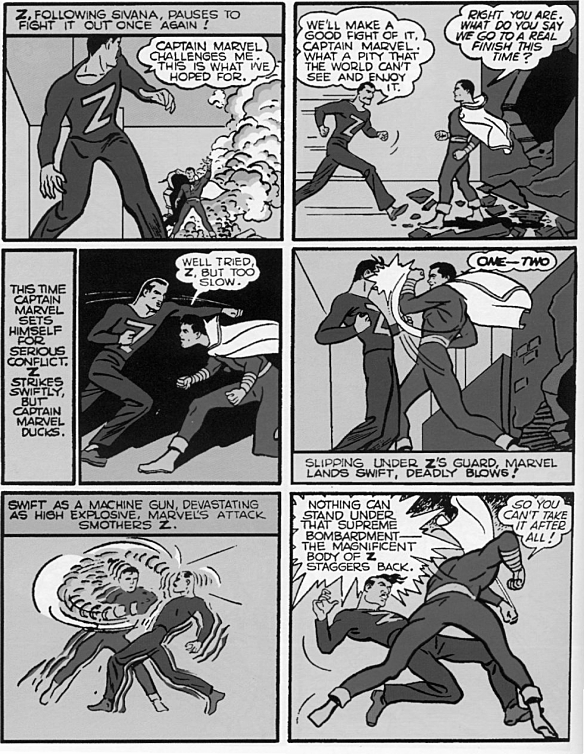 Z, FOLLOWING SIVANA, PAUSES TO
FIGHT IT OUT ONCE AGAIN!
CAPTAIN MARVEL
CHALLENGES ME.
THIS IS WHAT I'VE
HOPED FOR.
Z
WE'LL MAKE A
GOOD FIGHT OF IT,
CAPTAIN MARVEL.
WHAT A PITY THAT
THE WORLD CAN'T
SEE AND ENJOY
IT.
RIGHT YOU ARE.
WHAT DO YOU SAY
WE GO TO A REAL
FINISH THIS
TIME?
Z
THIS TIME
CAPTAIN
MARVEL
SETS
HIMSELF
FOR
SERIOUS
CONFLICT.
Z
STRIKES
SWIFTLY,
BUT
CAPTAIN
MARVEL
DUCKS.
WELL TRIED,
Z, BUT TOO
SLOW.
Z
ONE—TWO
Z
SLIPPING UNDER Z'S GUARD, MARVEL
LANDS SWIFT, DEADLY BLOWS!
SWIFT AS A MACHINE GUN, DEVASTATING
AS HIGH EXPLOSIVE, MARVEL'S ATTACK
SMOTHERS Z.
NOTHING CAN
STAND UNDER
THAT SUPREME
BOMBARDMENT—
THE MAGNIFICENT
BODY OF Z
STAGGERS BACK.
SO YOU
CAN'T TAKE
IT AFTER
ALL!